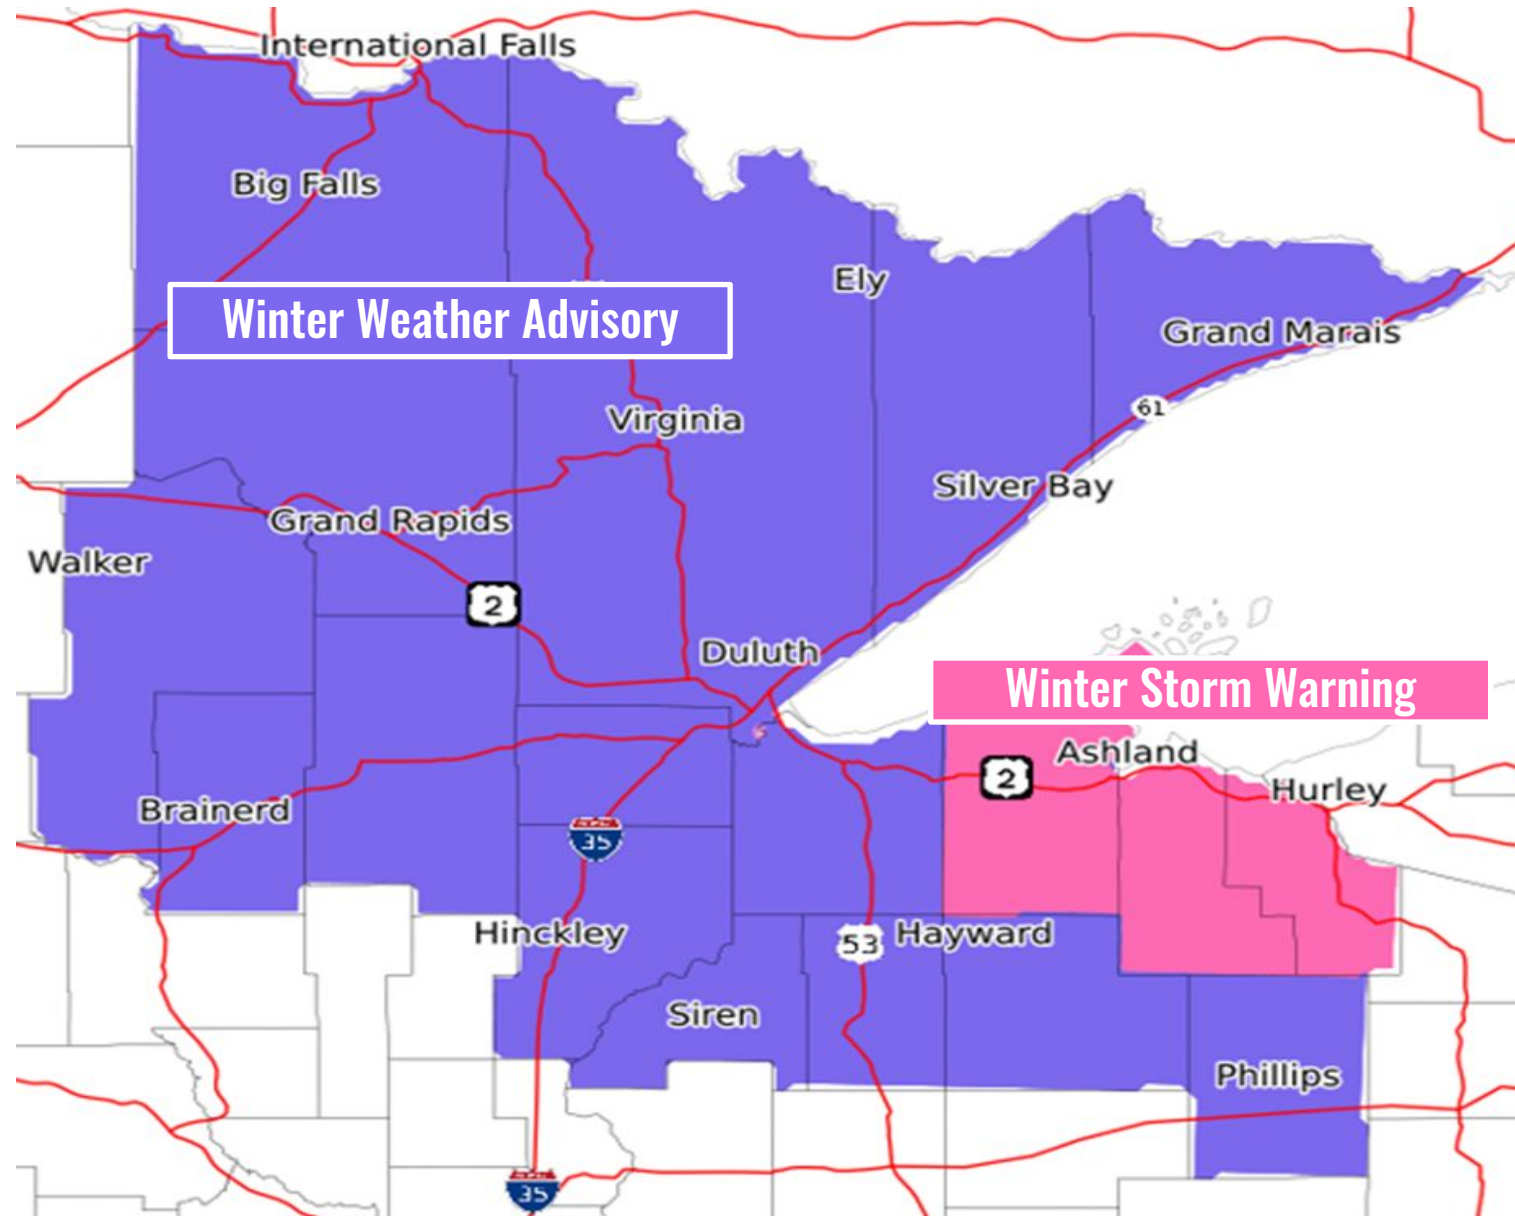 International Falls
Big Falls
Ely
Winter Weather Advisory
Grand Marais
61
Virginia
Silver Bay
Grand Rapids
Walker
2
Duluth
Winter Storm Warning
Ashland
2
Hurley
Brainerd
35
Hinckley
53
Hayward
Siren
Phillips
35